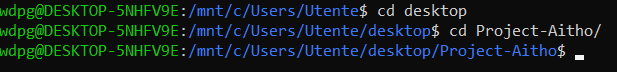 wdpg@DESKTOP-5NHFV9E:/mnt/c/Users/Utente$ cd desktop
wdpg@DESKTOP-5NHFV9E:/mnt/c/Users/Utente/desktop$ cd Project-Aitho/
wdpg@DESKTOP-5NHFV9E:/mnt/c/Users/Utente/desktop/Project-Aitho$